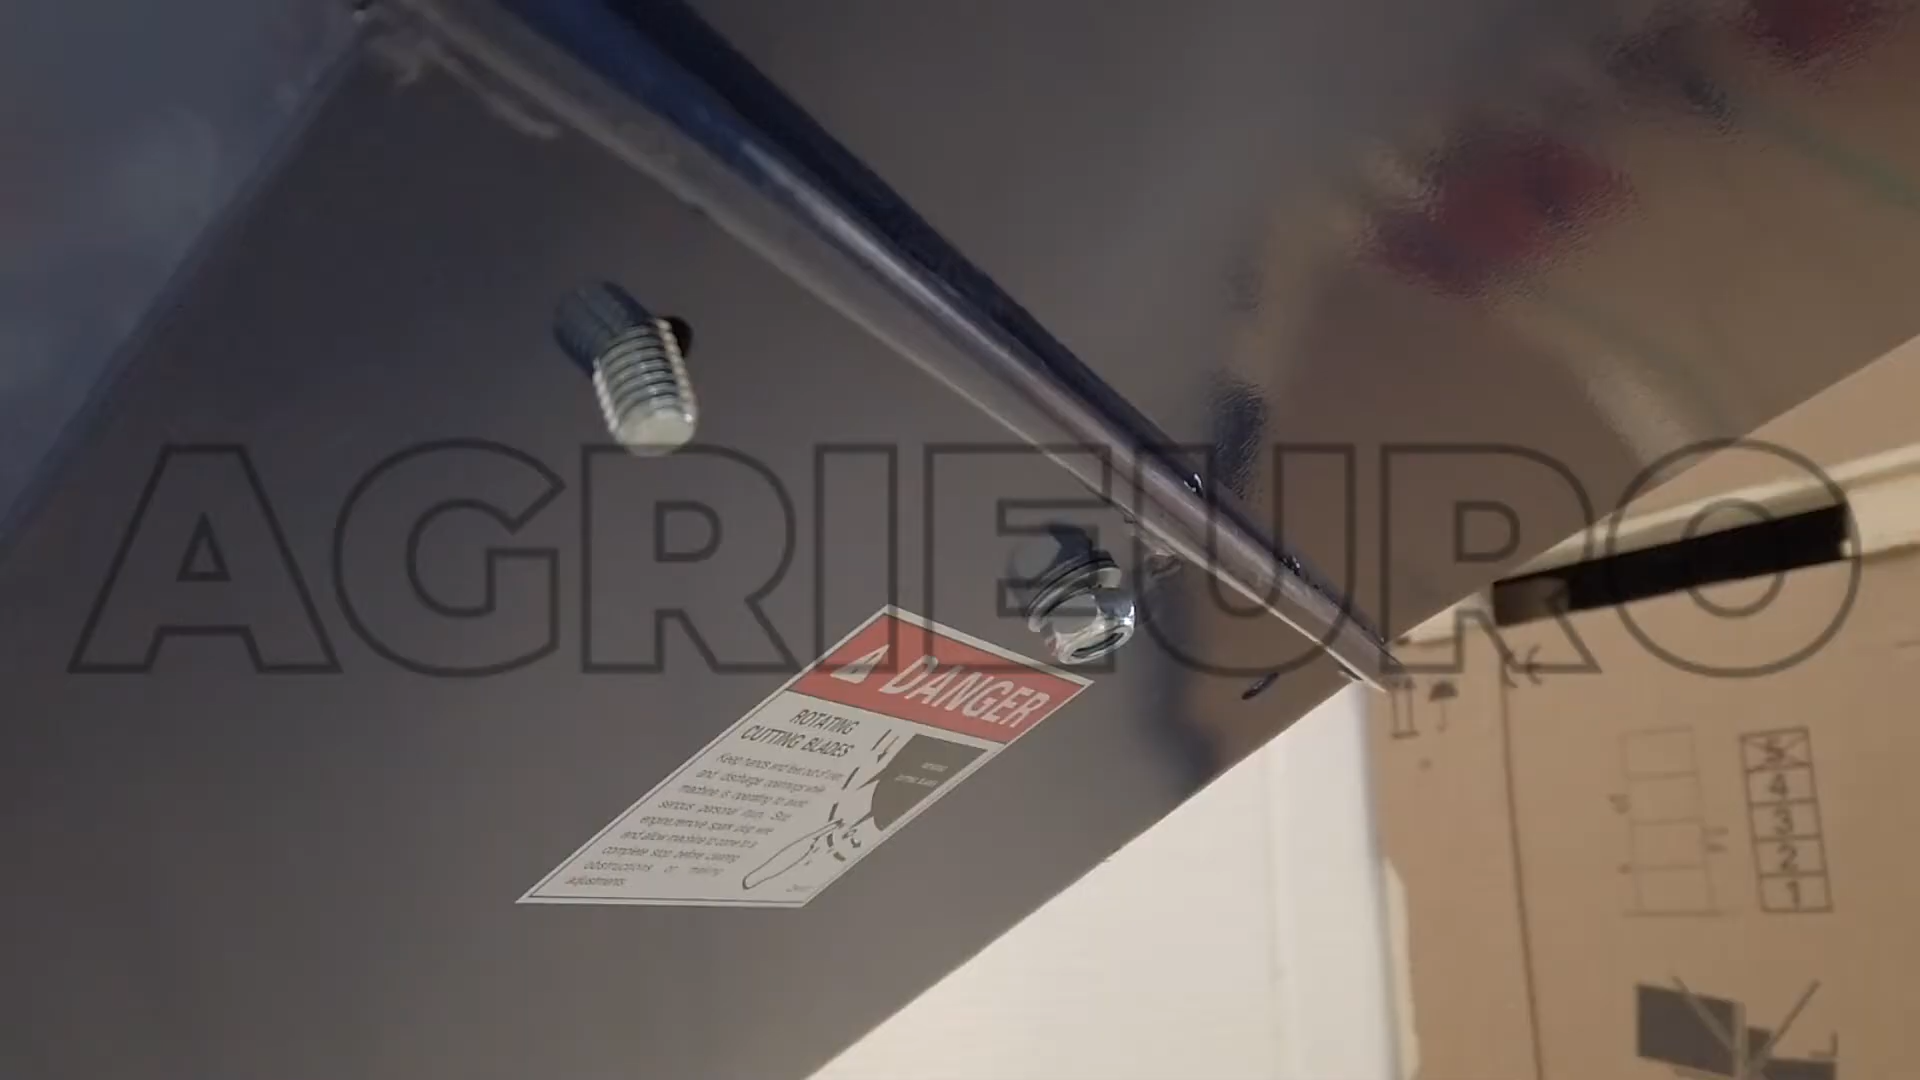 AGRIEURO
DANGER
ROTATING
CUTTING BLADES
Keep hands and feet out of inlet
and discharge openings while
machine is operating to avoid
serious personal injury. Stop
engine, remove spark plug wire
and allow machine to come to a
complete stop before clearing
obstructions or making
adjustments.
CE
5
4
3
2
1